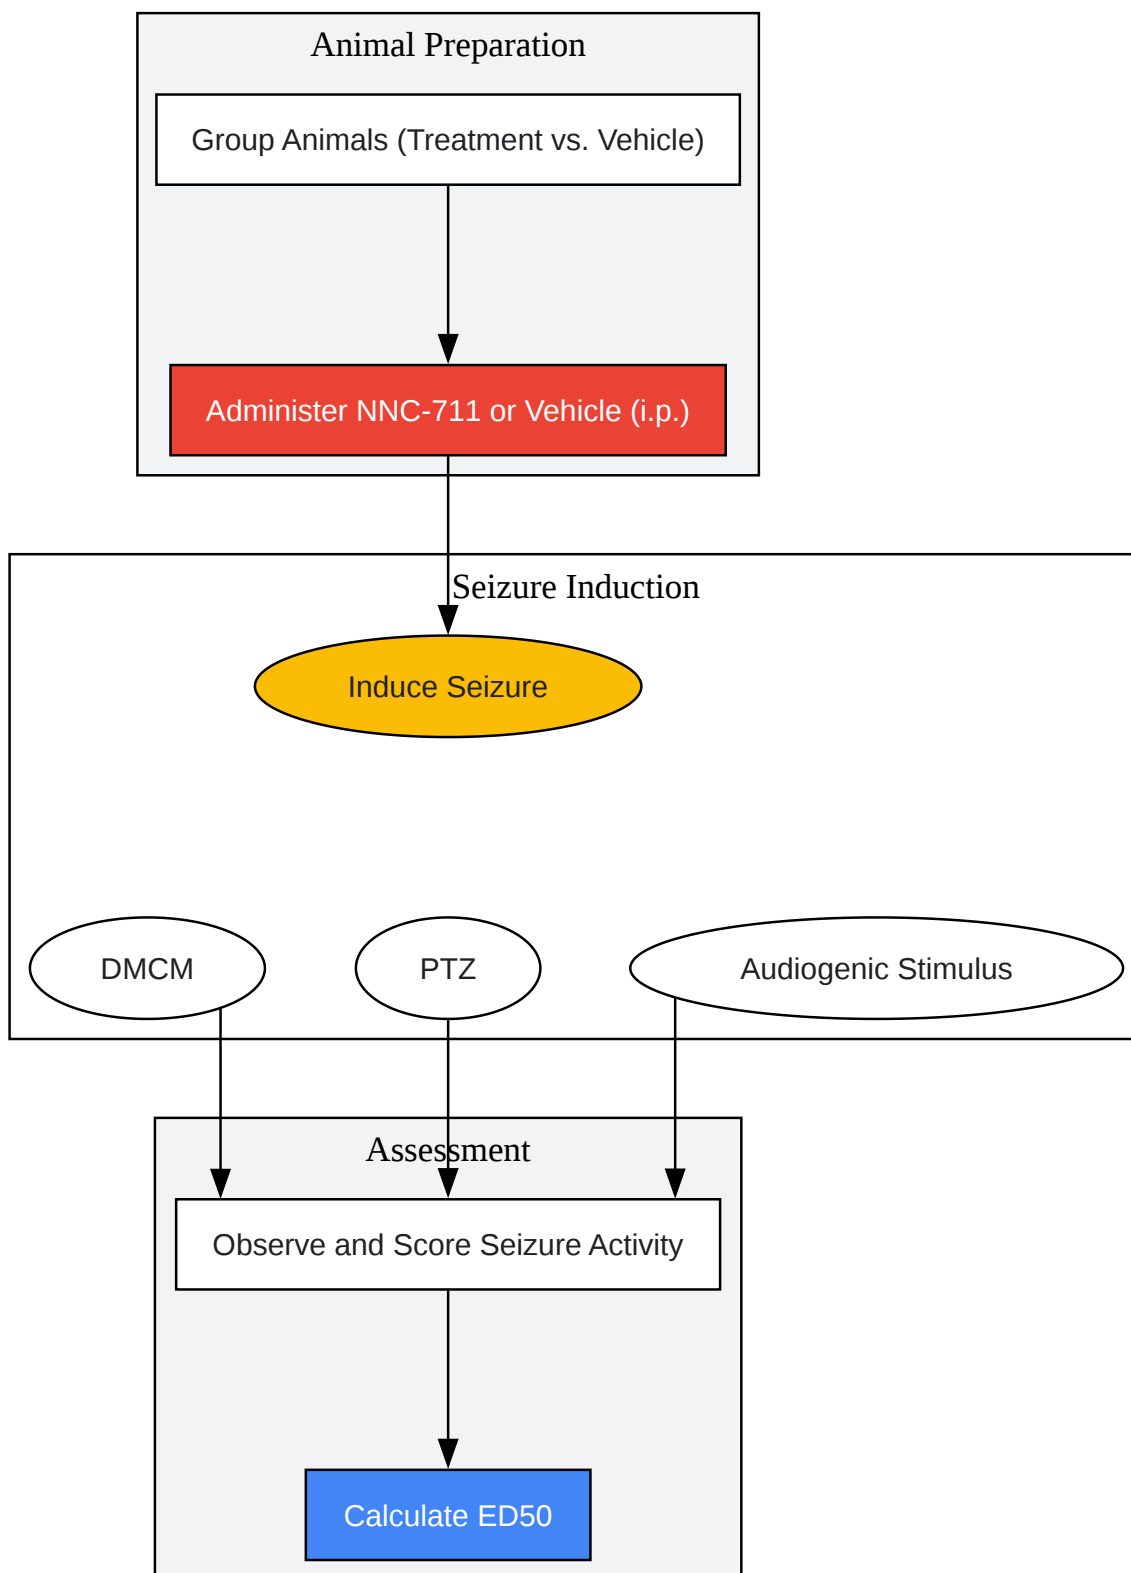 Animal Preparation
Group Animals (Treatment vs. Vehicle)
Administer NNC-711 or Vehicle (i.p.)
Seizure Induction
Induce Seizure
DMCM
PTZ
Audiogenic Stimulus
Assessment
Observe and Score Seizure Activity
Calculate ED50